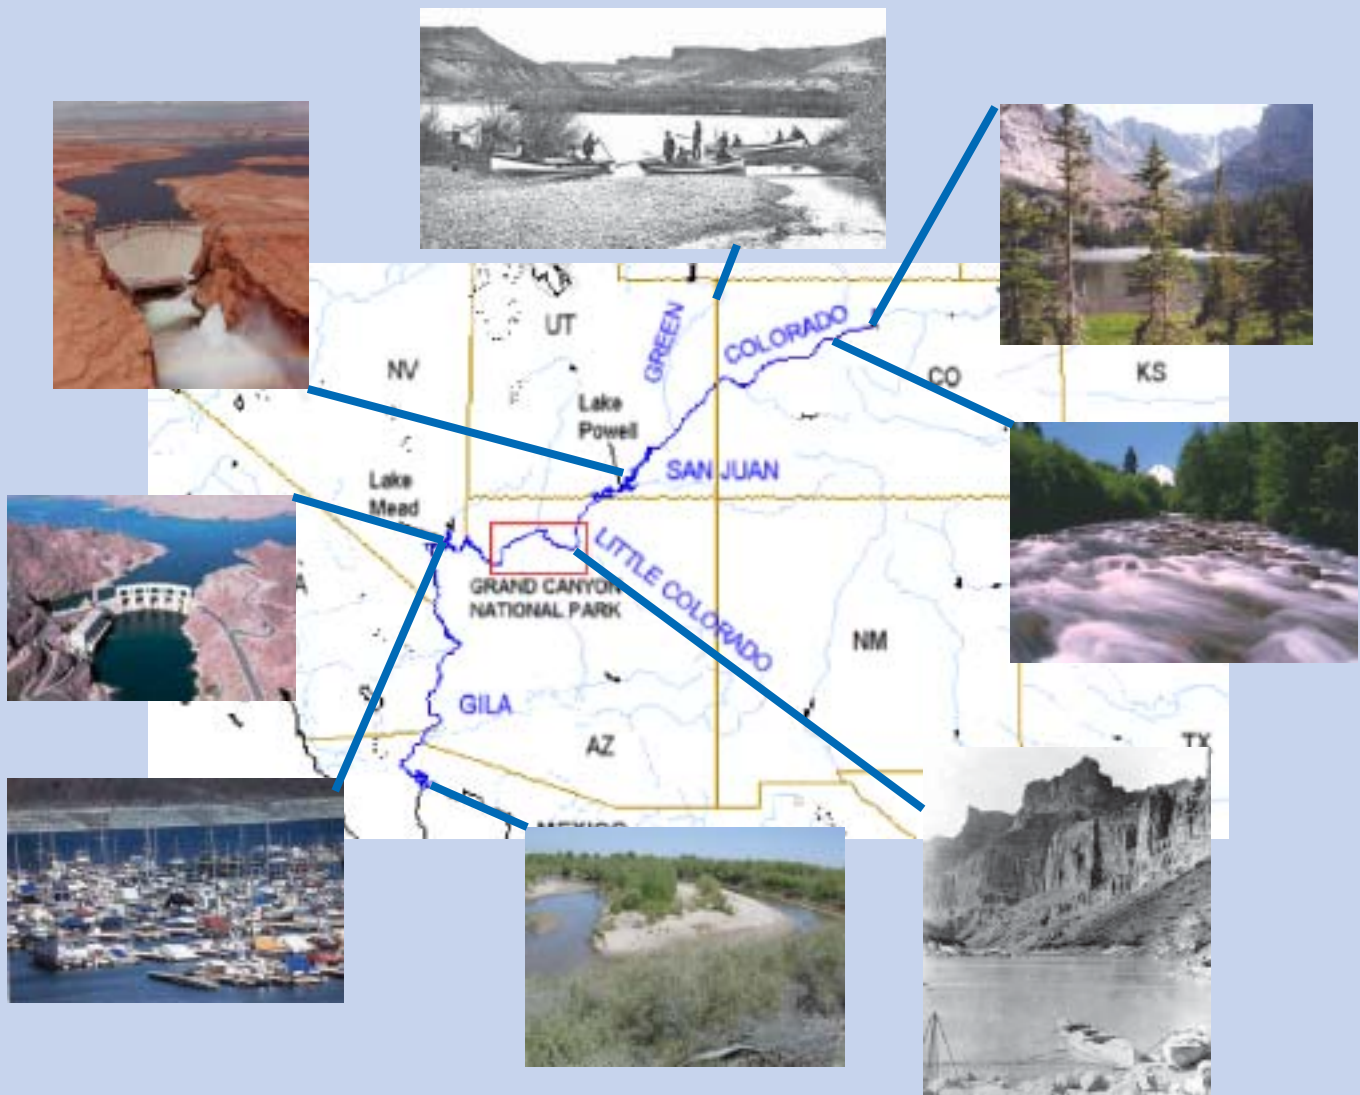 UT
GREEN
COLORADO
NV
CO
KS
Lake
Powell
SAN JUAN
Lake
Mead
LITTLE COLORADO
GRAND CANYON
NATIONAL PARK
NM
GILA
AZ
TX
MEXICO